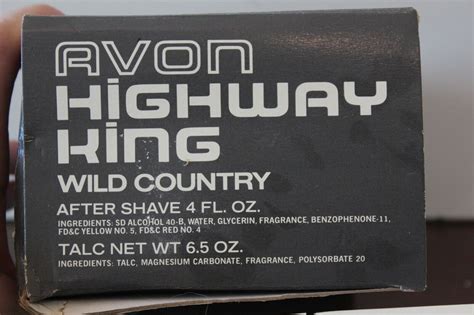 AVON
HiGHWAY
KiNG
WILD COUNTRY
AFTER SHAVE 4 FL. OZ.
INGREDIENTS: SD ALCOHOL 40-B, WATER, GLYCERIN, FRAGRANCE, BENZOPHENONE-11,
FD&C YELLOW NO. 5, FD&C RED NO. 4
TALC NET WT 6.5 OZ.
INGREDIENTS: TALC, MAGNESIUM CARBONATE, FRAGRANCE, POLYSORBATE 20